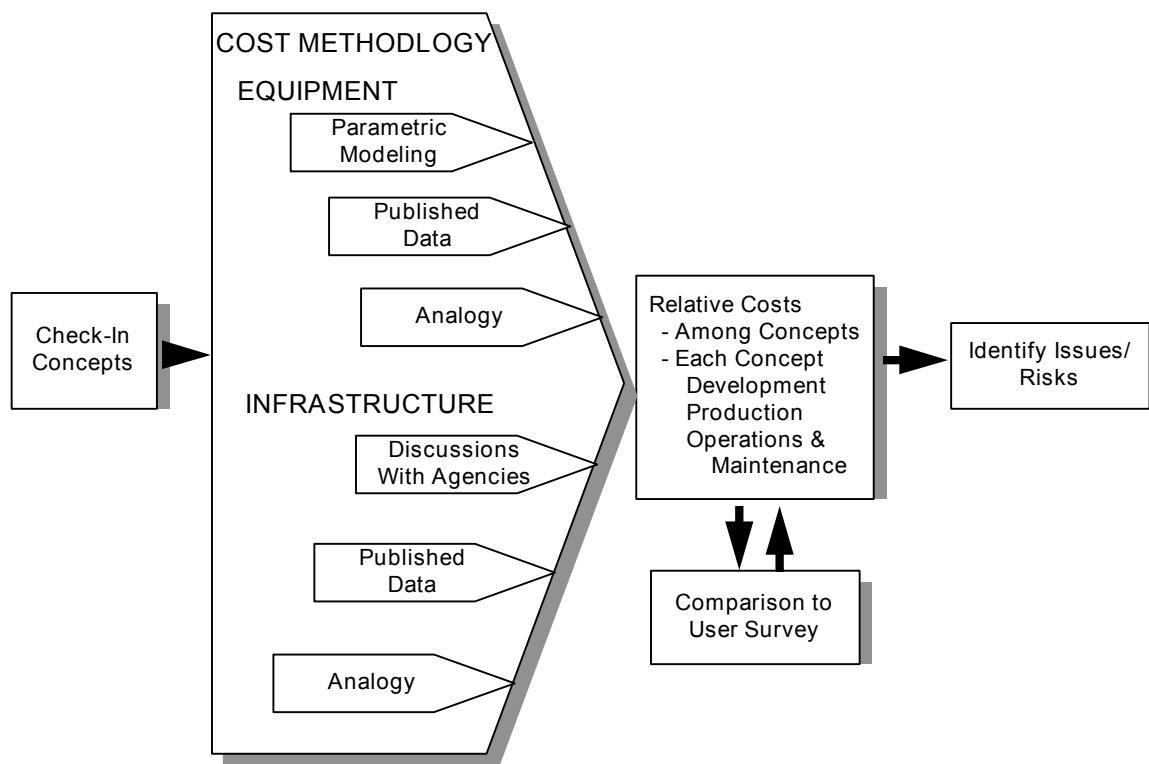 COST METHODLOGY
EQUIPMENT
Parametric
Modeling
Published
Data
Analogy
Check-In
Concepts
INFRASTRUCTURE
Discussions
With Agencies
Published
Data
Analogy
Relative Costs
- Among Concepts
- Each Concept
Development
Production
Operations &
Maintenance
Identify Issues/
Risks
Comparison to
User Survey